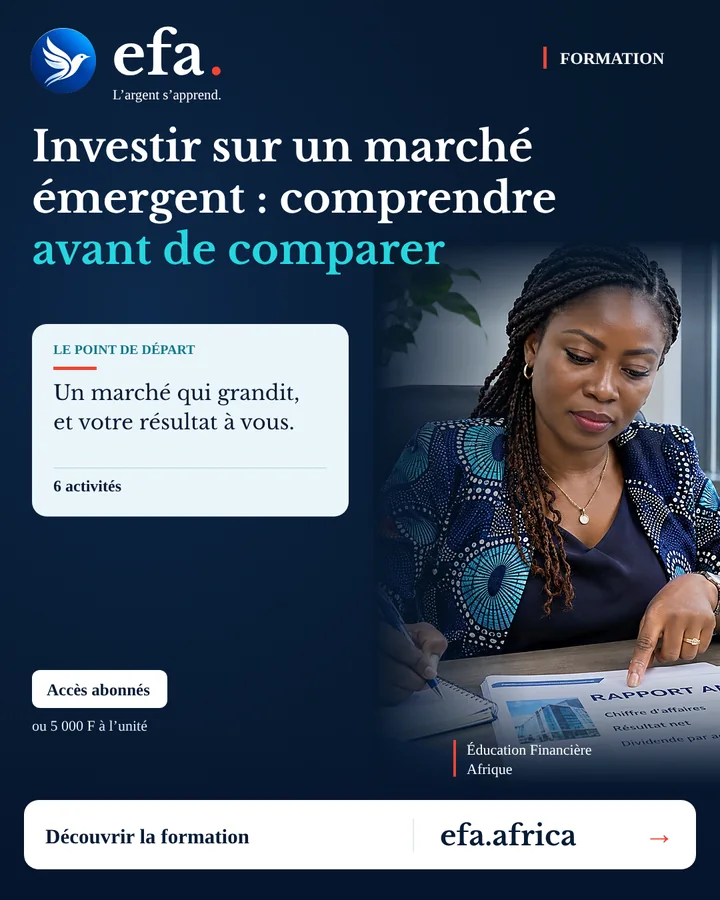 efa.
L’argent s’apprend.
FORMATION
Investir sur un marché
émergent : comprendre
avant de comparer
LE POINT DE DÉPART
Un marché qui grandit,
et votre résultat à vous.
6 activités
RAPPORT
Chiffre d'affaires
Résultat net
Dividende par
Accès abonnés
ou 5 000 F à l’unité
Éducation Financière
Afrique
Découvrir la formation
efa.africa
→